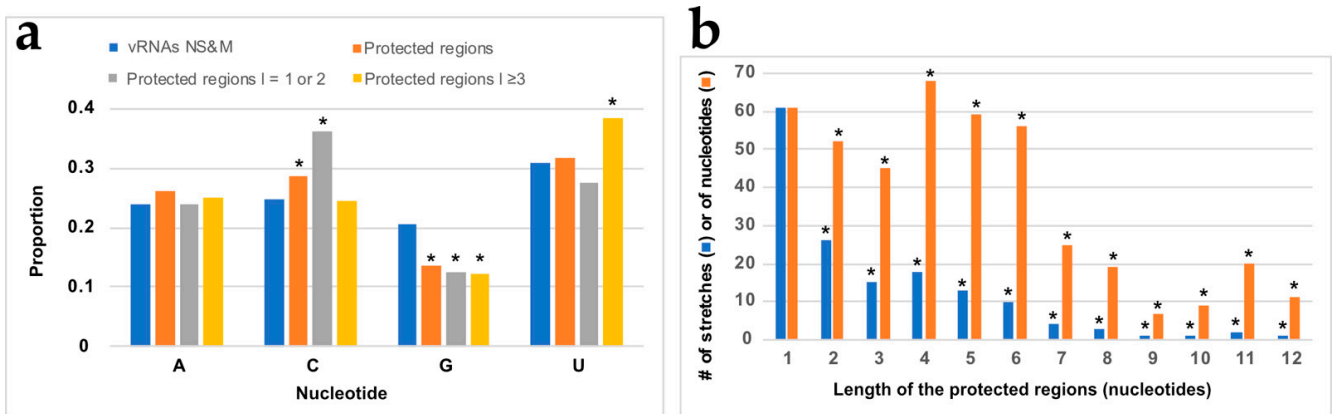 a
vRNAs NS&M Protected regions
Protected regions l = 1 or 2 Protected regions l ≥3
Proportion
0.4
0.3
0.2
0.1
0
* * * * * *
A C G U
Nucleotide
b
# of stretches (■) or of nucleotides (■)
70
60
50
40
30
20
10
0
* * * * * * * * * * *
* * * * * * * * * * *
1 2 3 4 5 6 7 8 9 10 11 12
Length of the protected regions (nucleotides)